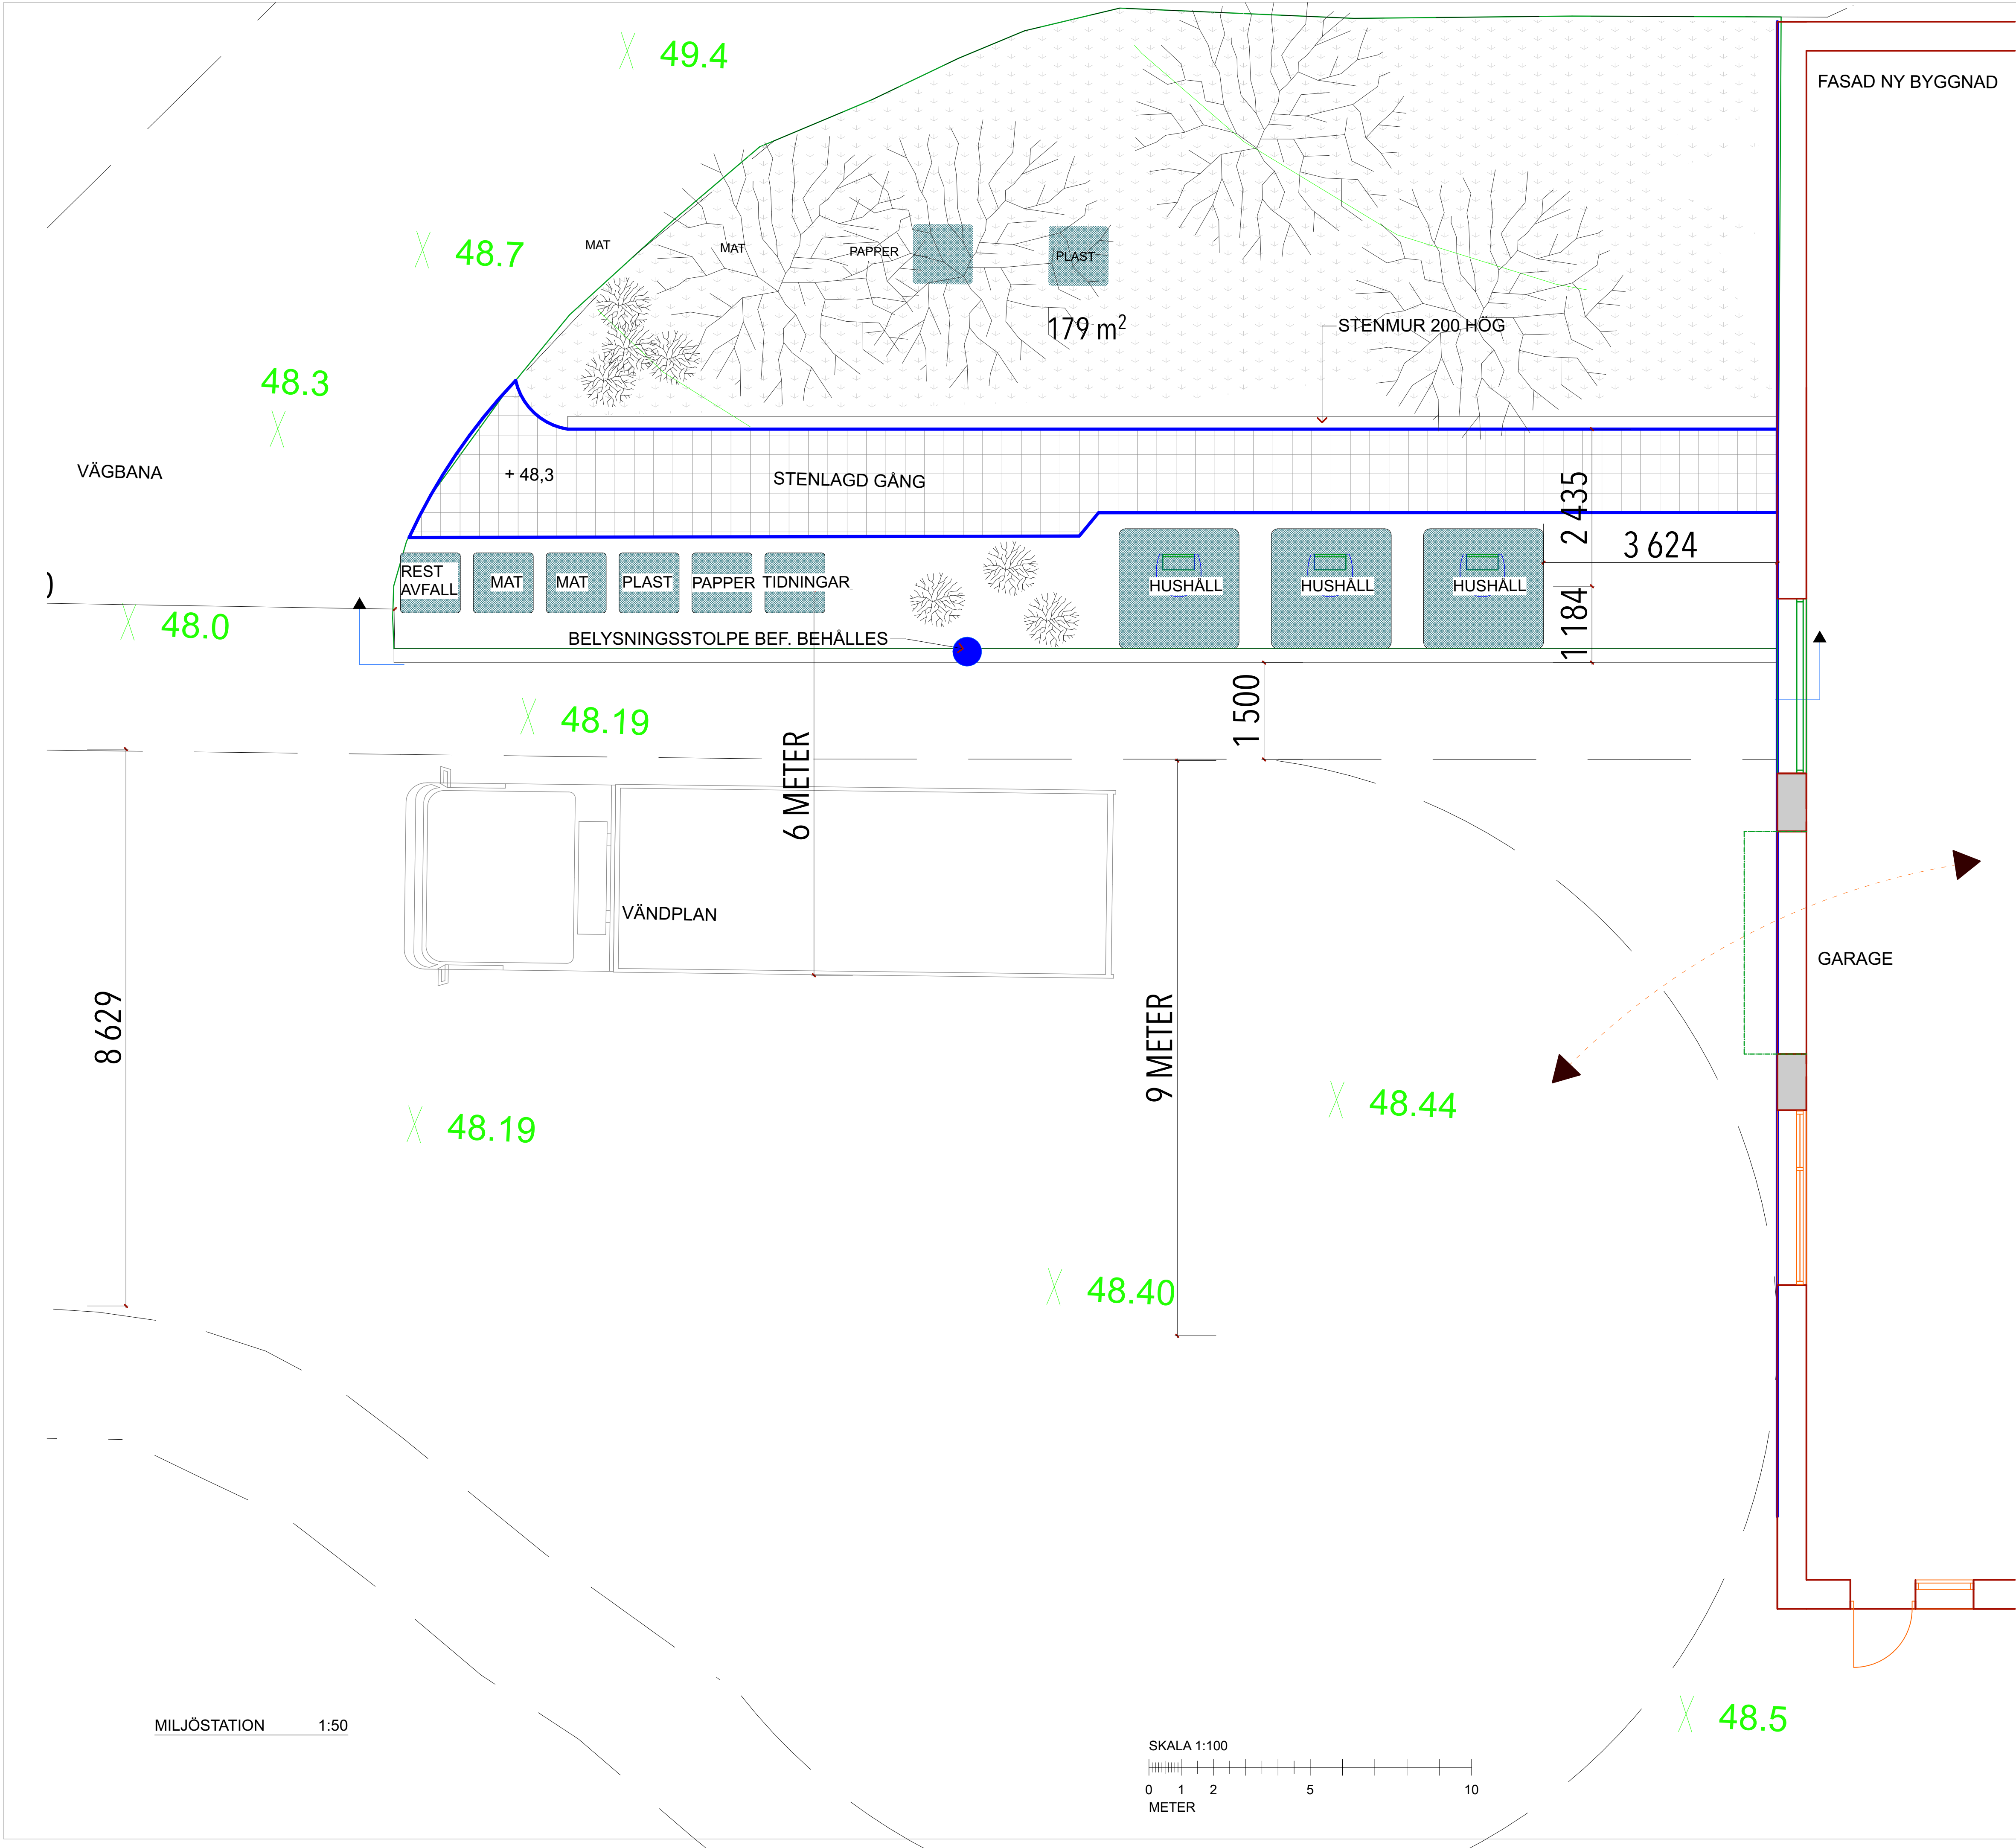 49.4
FASAD NY BYGGNAD
48.7
MAT
MAT
PAPPER
PLAST
179 m²
STENMUR 200 HÖG
48.3
VÄGBANA
+ 48,3
STENLAGD GÅNG
2 435
3 624
REST
AVFALL
MAT
MAT
PLAST
PAPPER
TIDNINGAR
HUSHÅLL
HUSHÅLL
HUSHÅLL
1 184
48.0
BELYSNINGSSTOLPE BEF. BEHÅLLES
48.19
1 500
6 METER
VÄNDPLAN
GARAGE
8 629
9 METER
48.19
48.44
48.40
48.5
MILJÖSTATION 1:50
SKALA 1:100
0 1 2 5 10
METER